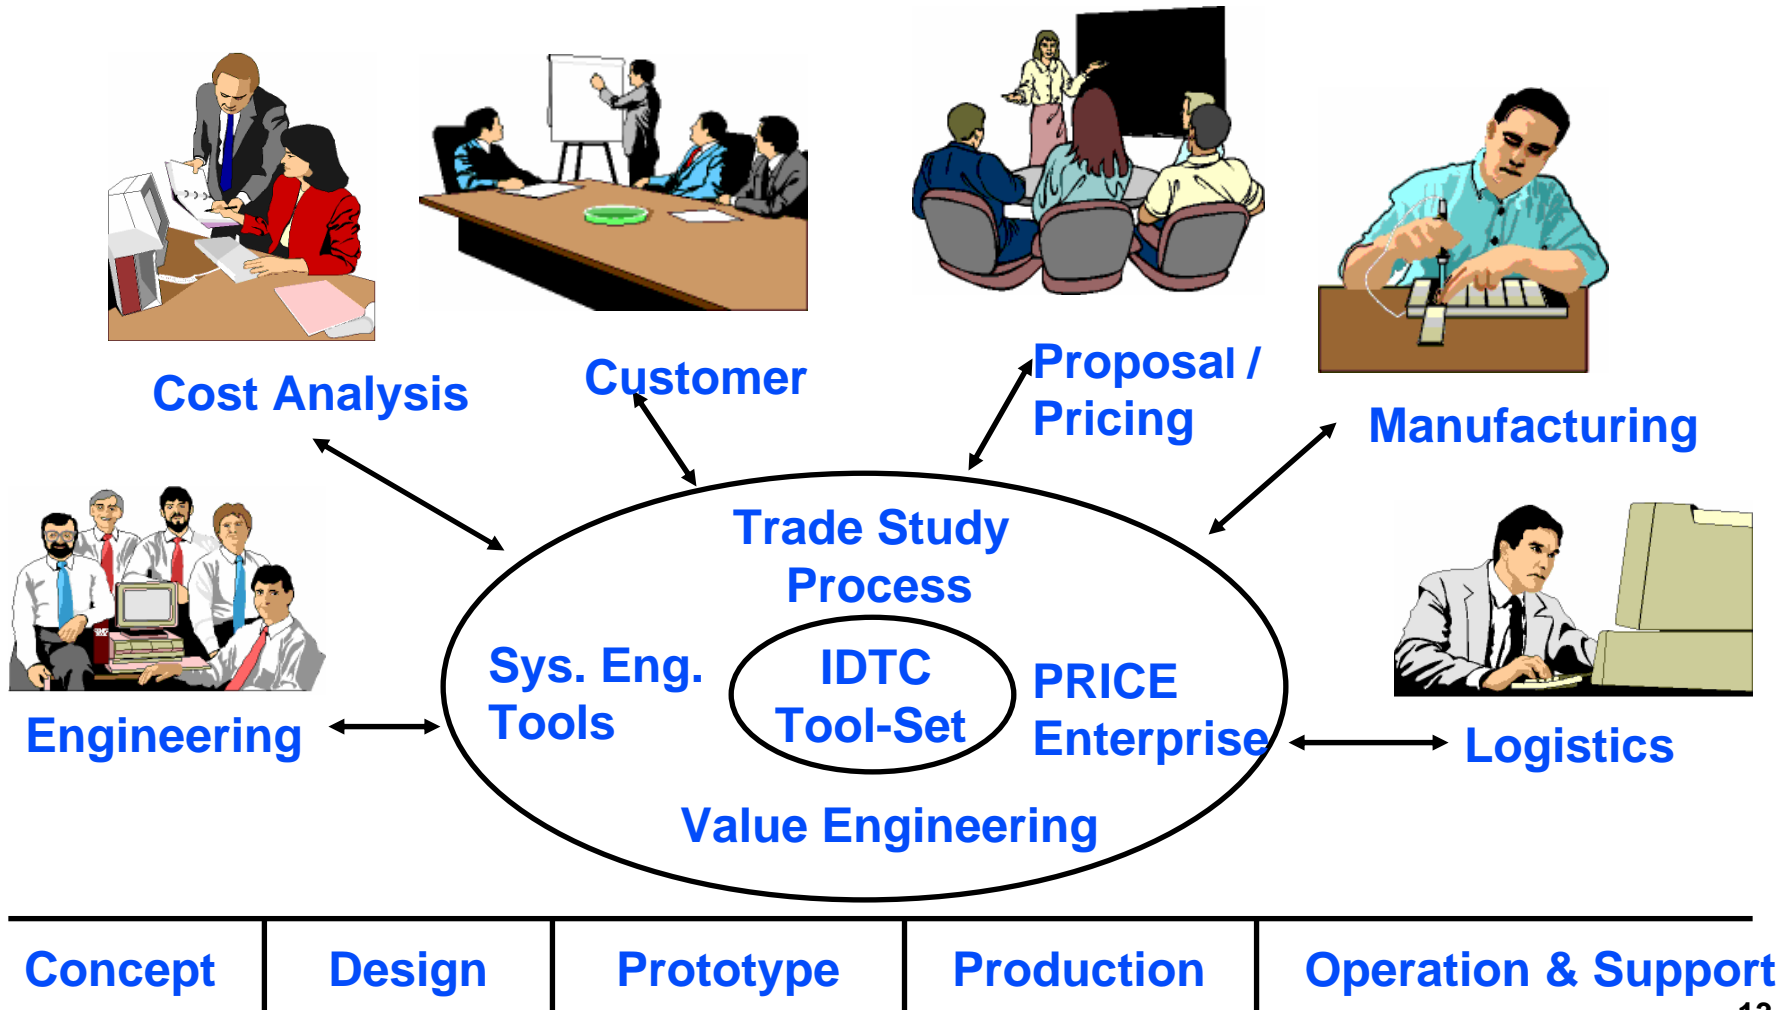 Cost Analysis
Customer
Proposal /
Pricing
Manufacturing
Engineering
Trade Study
Process
Sys. Eng.
Tools
IDTC
Tool-Set
PRICE
Enterprise
Logistics
Value Engineering
Concept
Design
Prototype
Production
Operation & Support